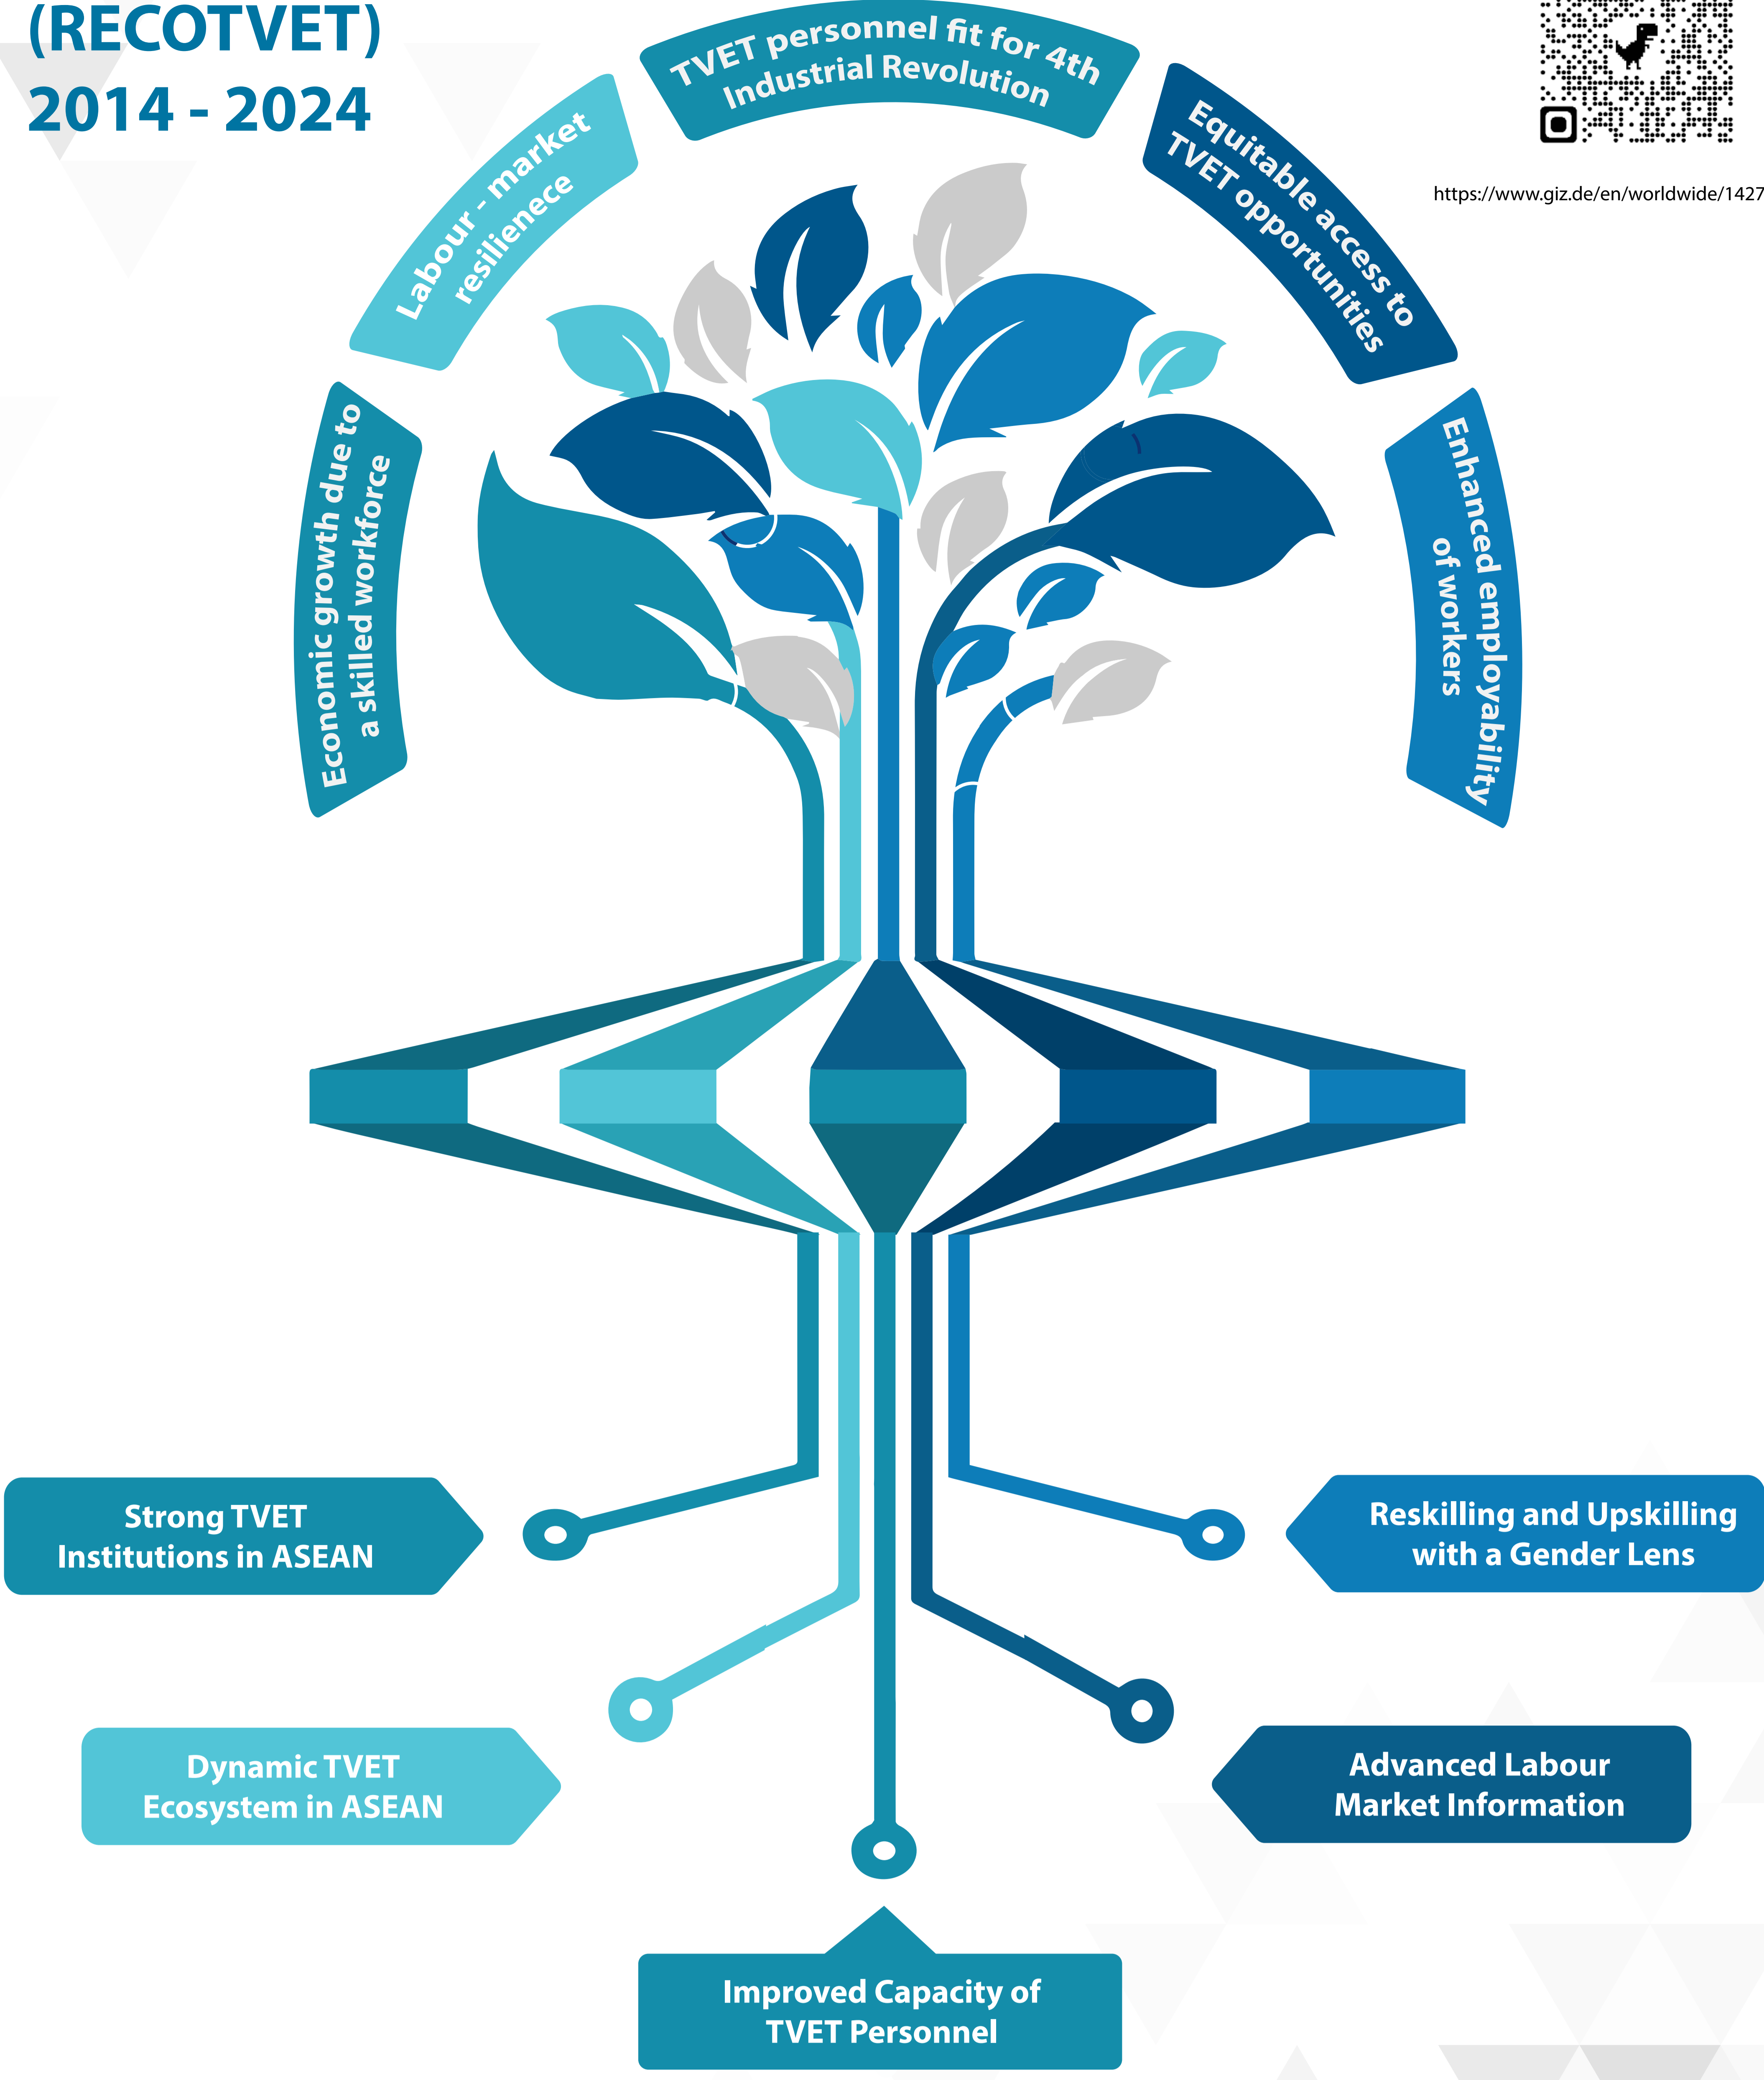 (RECOTVET)
2014 - 2024
https://www.giz.de/en/worldwide/1427
TVET personnel fit for 4th
Industrial Revolution
Labour - market
resilienece
Equitable access to
TVET opportunities
Economic growth due to
a skilled workforce
Enhanced employability
of workers
Strong TVET
Institutions in ASEAN
Reskilling and Upskilling
with a Gender Lens
Dynamic TVET
Ecosystem in ASEAN
Advanced Labour
Market Information
Improved Capacity of
TVET Personnel